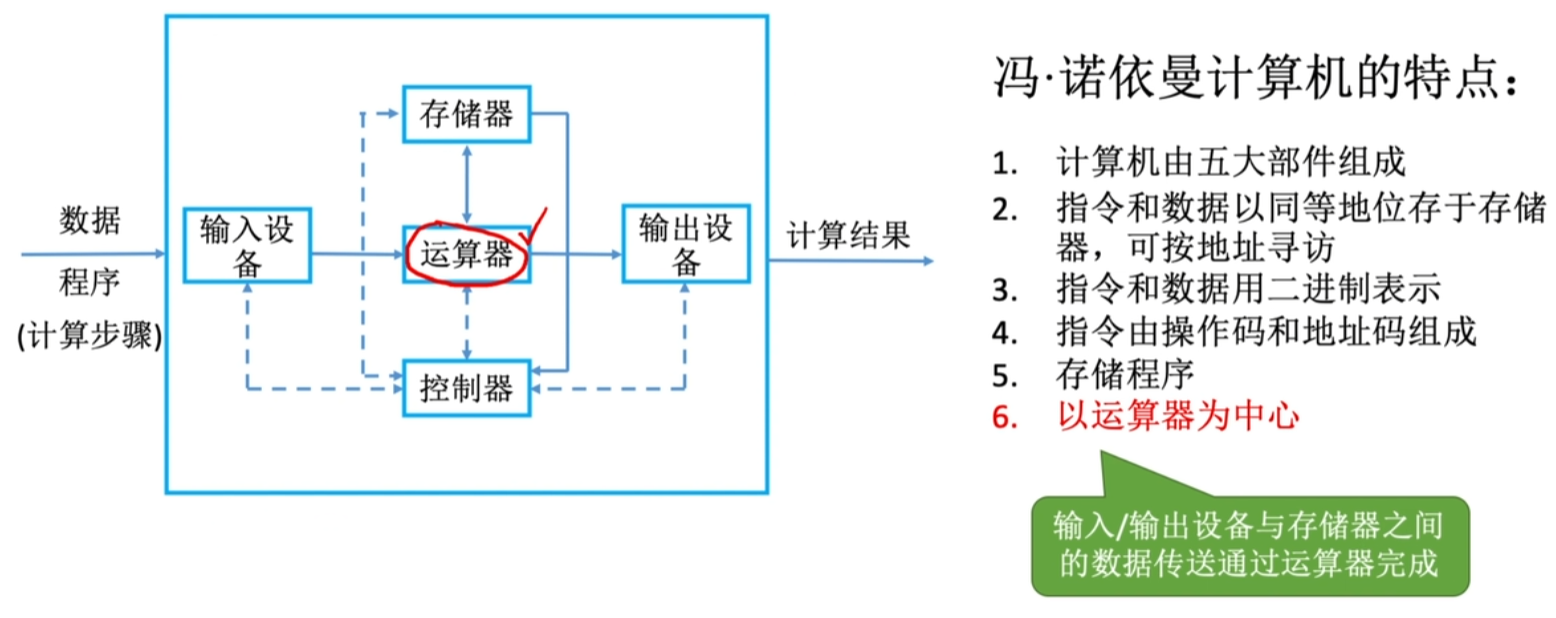 数据
程序
(计算步骤)
输入设
备
存储器
运算器
控制器
输出设
备
计算结果
冯·诺依曼计算机的特点：
1. 计算机由五大部件组成
2. 指令和数据以同等地位存于存储
器，可按地址寻访
3. 指令和数据用二进制表示
4. 指令由操作码和地址码组成
5. 存储程序
6. 以运算器为中心
输入/输出设备与存储器之间
的数据传送通过运算器完成